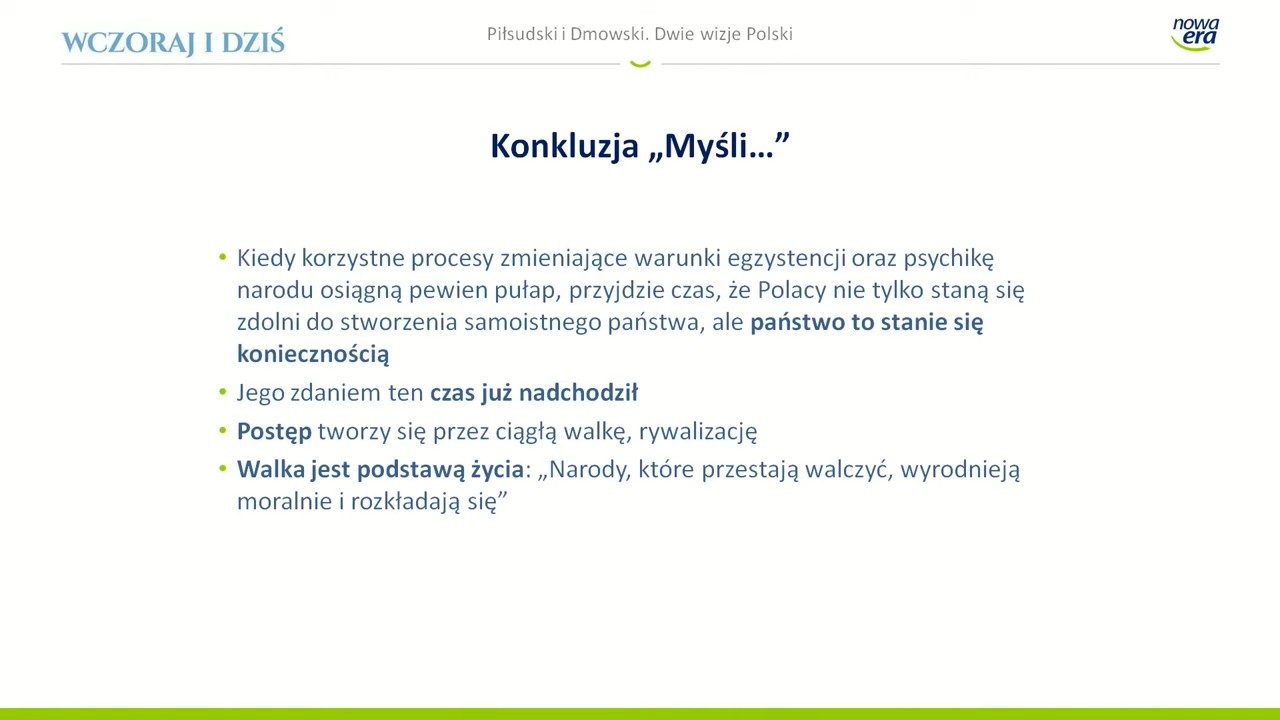 WCZORAJ I DZIŚ
Piłsudski i Dmowski. Dwie wizje Polski
nowa
era
Konkluzja „Myśli…”
• Kiedy korzystne procesy zmieniające warunki egzystencji oraz psychikę
narodu osiągną pewien pułap, przyjdzie czas, że Polacy nie tylko staną się
zdolni do stworzenia samoistnego państwa, ale państwo to stanie się
koniecznością
• Jego zdaniem ten czas już nadchodził
• Postęp tworzy się przez ciągłą walkę, rywalizację
• Walka jest podstawą życia: „Narody, które przestają walczyć, wyrodnieją
moralnie i rozkładają się”